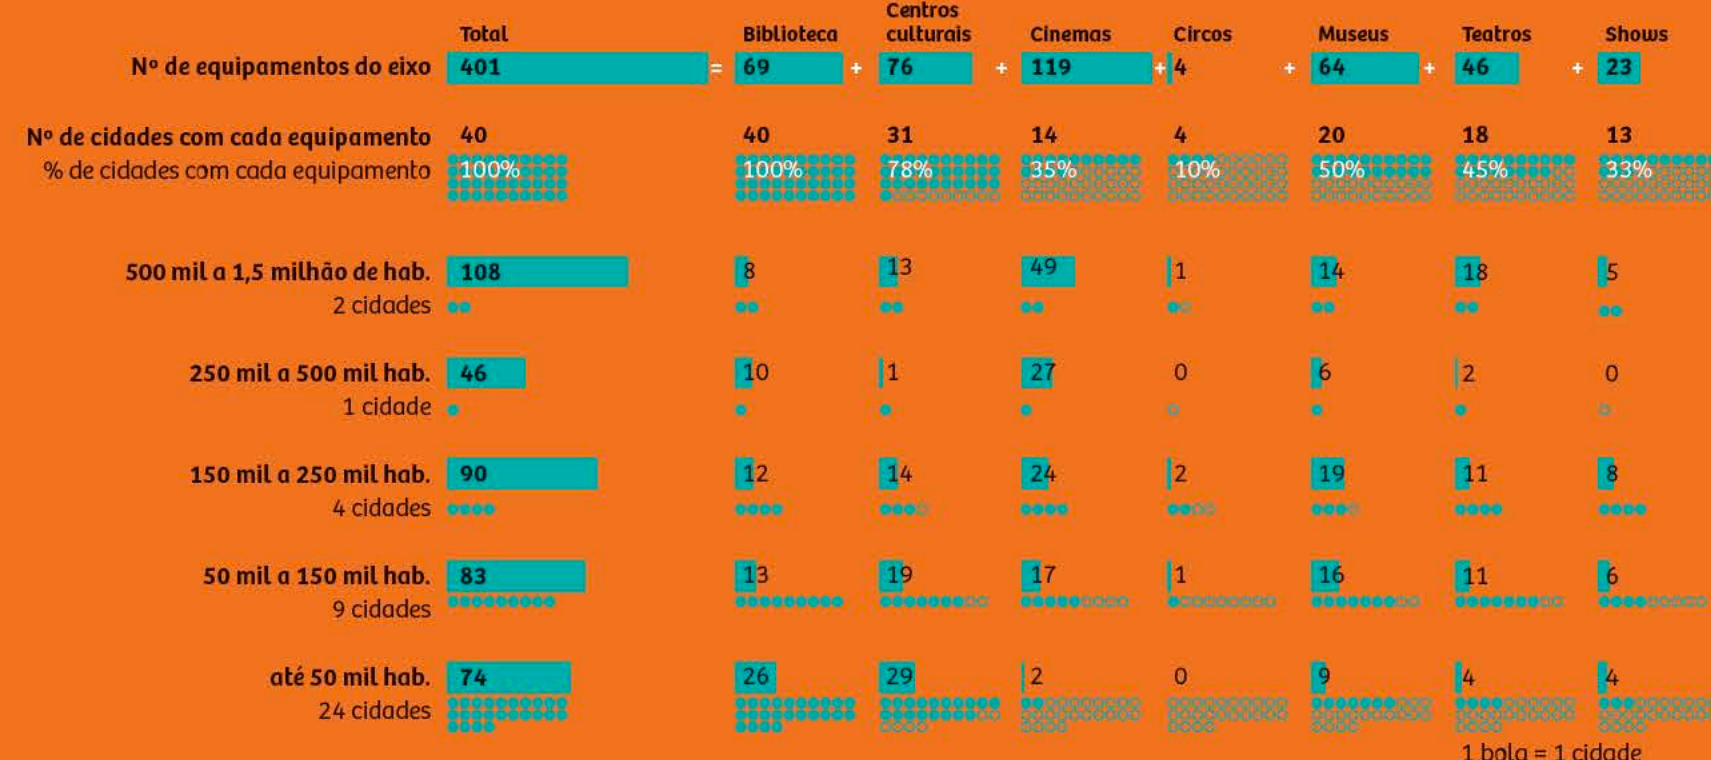 Total Biblioteca Centros culturais Cinemas Circos Museus Teatros Shows
Nº de equipamentos do eixo 401 = 69 + 76 + 119 + 4 + 64 + 46 + 23
Nº de cidades com cada equipamento 40 40 31 14 4 20 18 13
% de cidades com cada equipamento 100% 100% 78% 35% 10% 50% 45% 33%
500 mil a 1,5 milhão de hab. 108 8 13 49 1 14 18 5
2 cidades
250 mil a 500 mil hab. 46 10 1 27 0 6 2 0
1 cidade
150 mil a 250 mil hab. 90 12 14 24 2 19 11 8
4 cidades
50 mil a 150 mil hab. 83 13 19 17 1 16 11 6
9 cidades
até 50 mil hab. 74 26 29 2 0 9 4 4
24 cidades
1 bola = 1 cidade